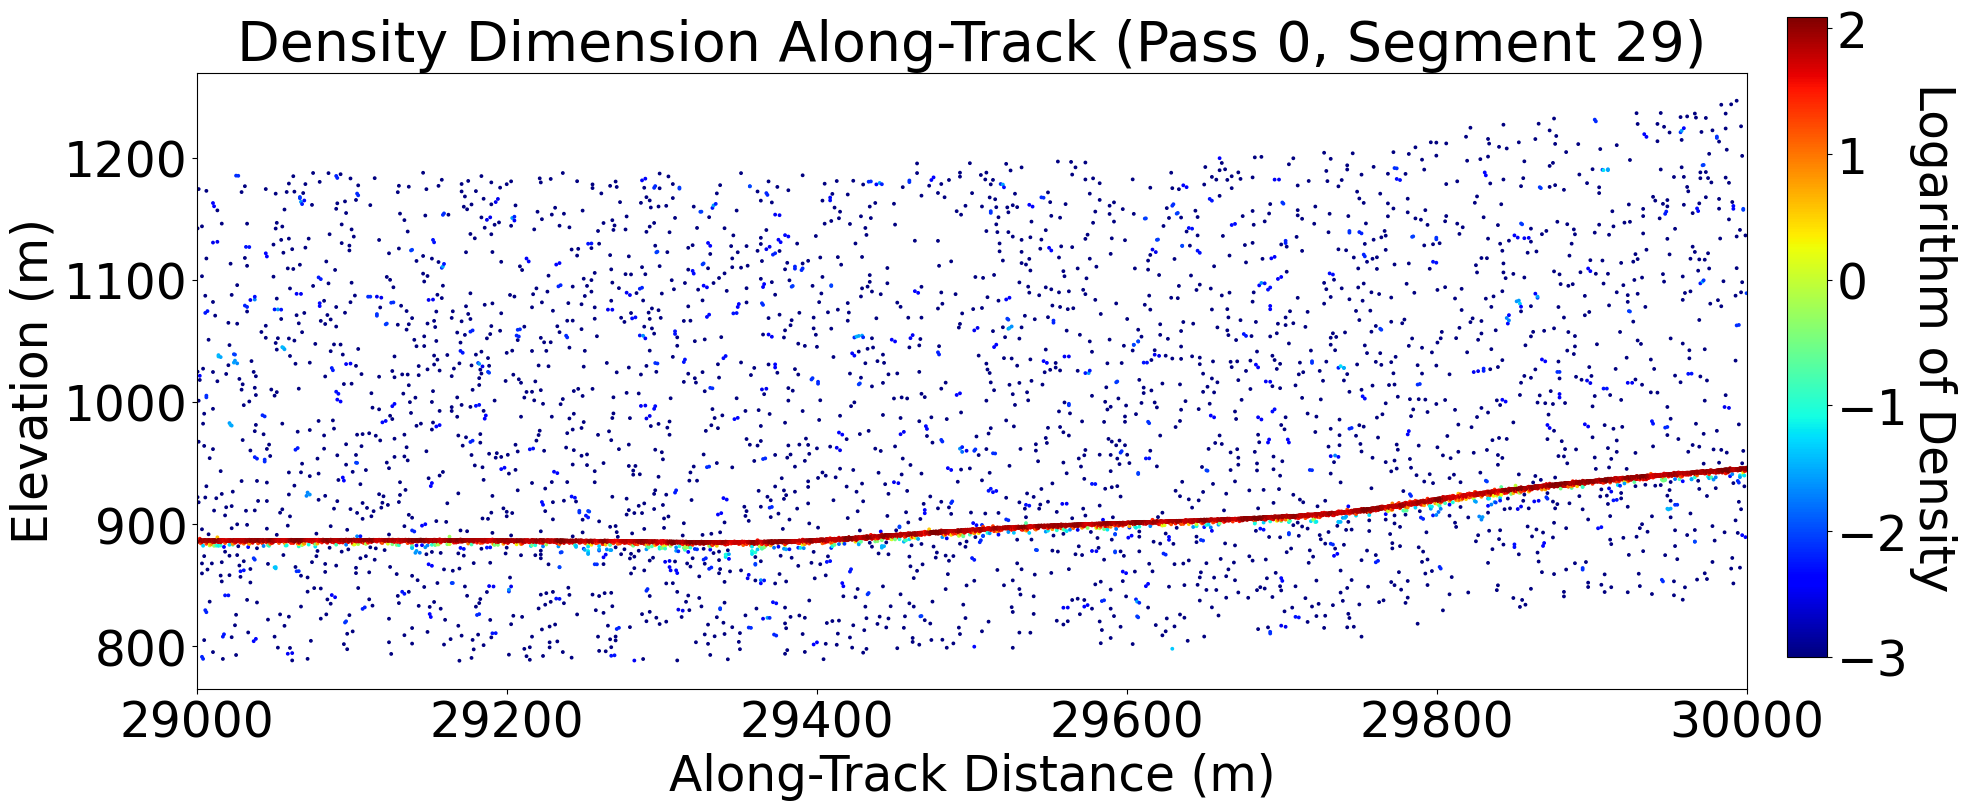 Density Dimension Along-Track (Pass 0, Segment 29)
Elevation (m)
1200
1100
1000
900
800
29000 29200 29400 29600 29800 30000
Along-Track Distance (m)
2
1
0
−1
−2
−3
Logarithm of Density